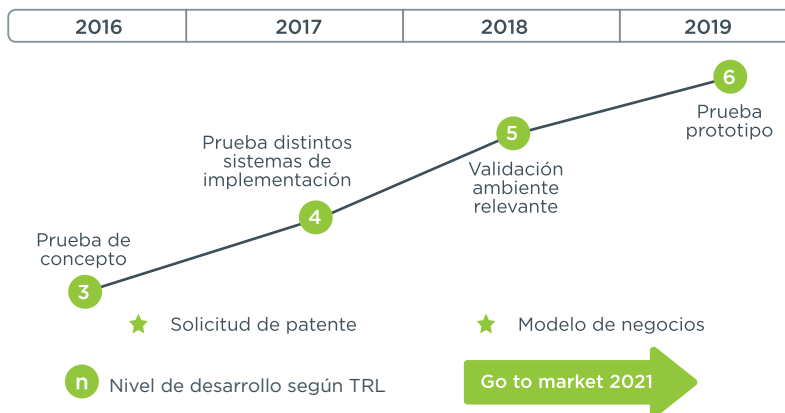 2016
2017
2018
2019
6
Prueba
prototipo
5
Prueba distintos
sistemas de
implementación
Validación
ambiente
relevante
4
Prueba de
concepto
3
Solicitud de patente
Modelo de negocios
n
Nivel de desarrollo según TRL
Go to market 2021